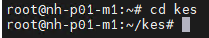 root@nh-p01-m1:~# cd kes
root@nh-p01-m1:~/kes#